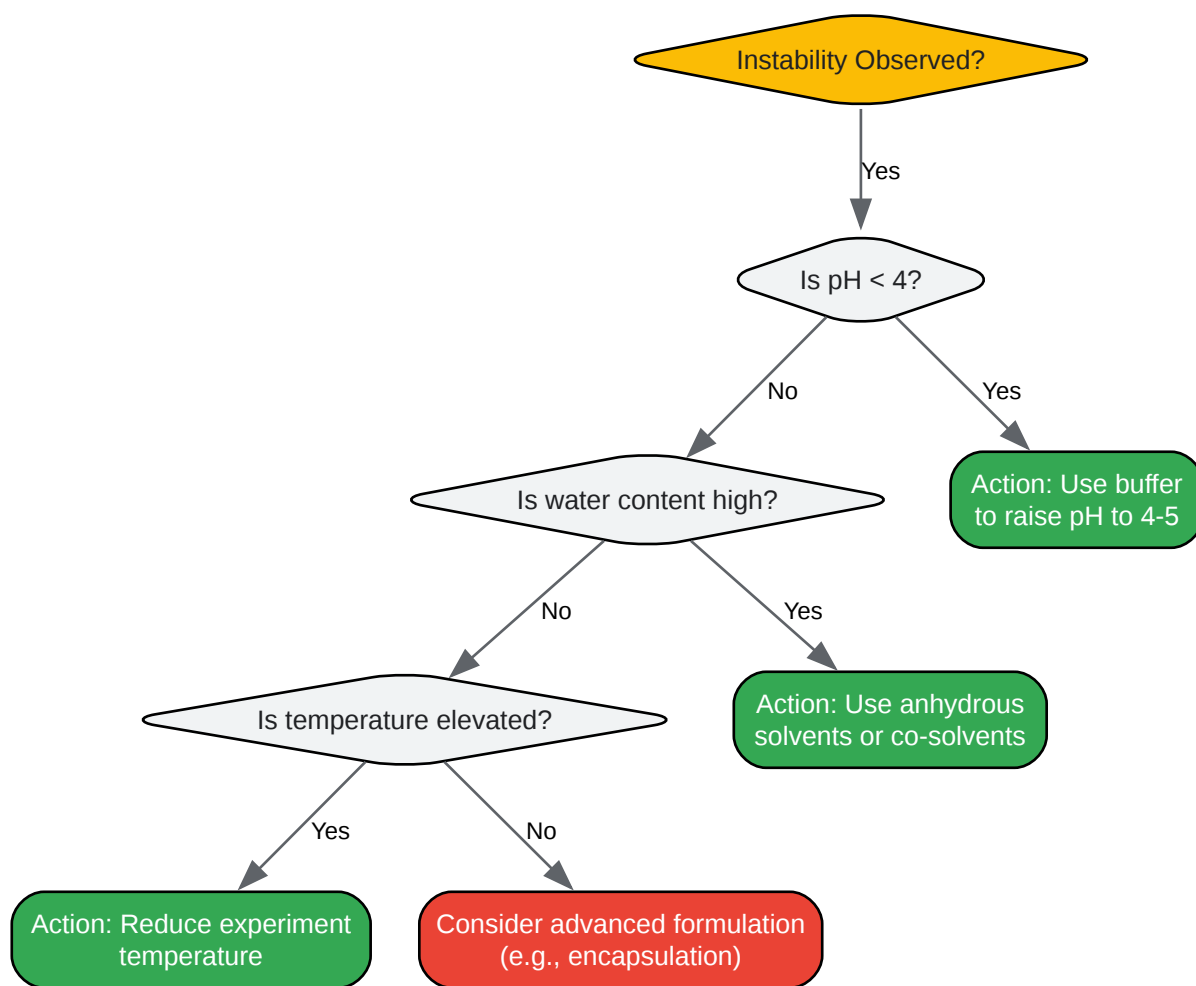 Instability Observed?
Yes
Is pH < 4?
No
Yes
Action: Use buffer
to raise pH to 4-5
Is water content high?
No
Yes
Action: Use anhydrous
solvents or co-solvents
Is temperature elevated?
Yes
No
Action: Reduce experiment
temperature
Consider advanced formulation
(e.g., encapsulation)